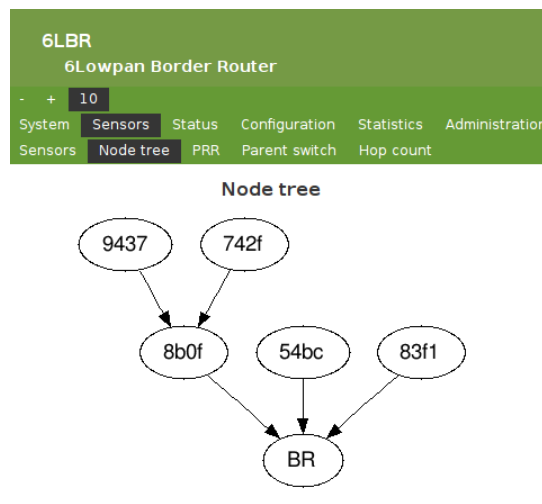 6LBR
6Lowpan Border Router
- + 10
System Sensors Status Configuration Statistics Administration
Sensors Node tree PRR Parent switch Hop count
Node tree
9437 742f
8b0f 54bc 83f1
BR